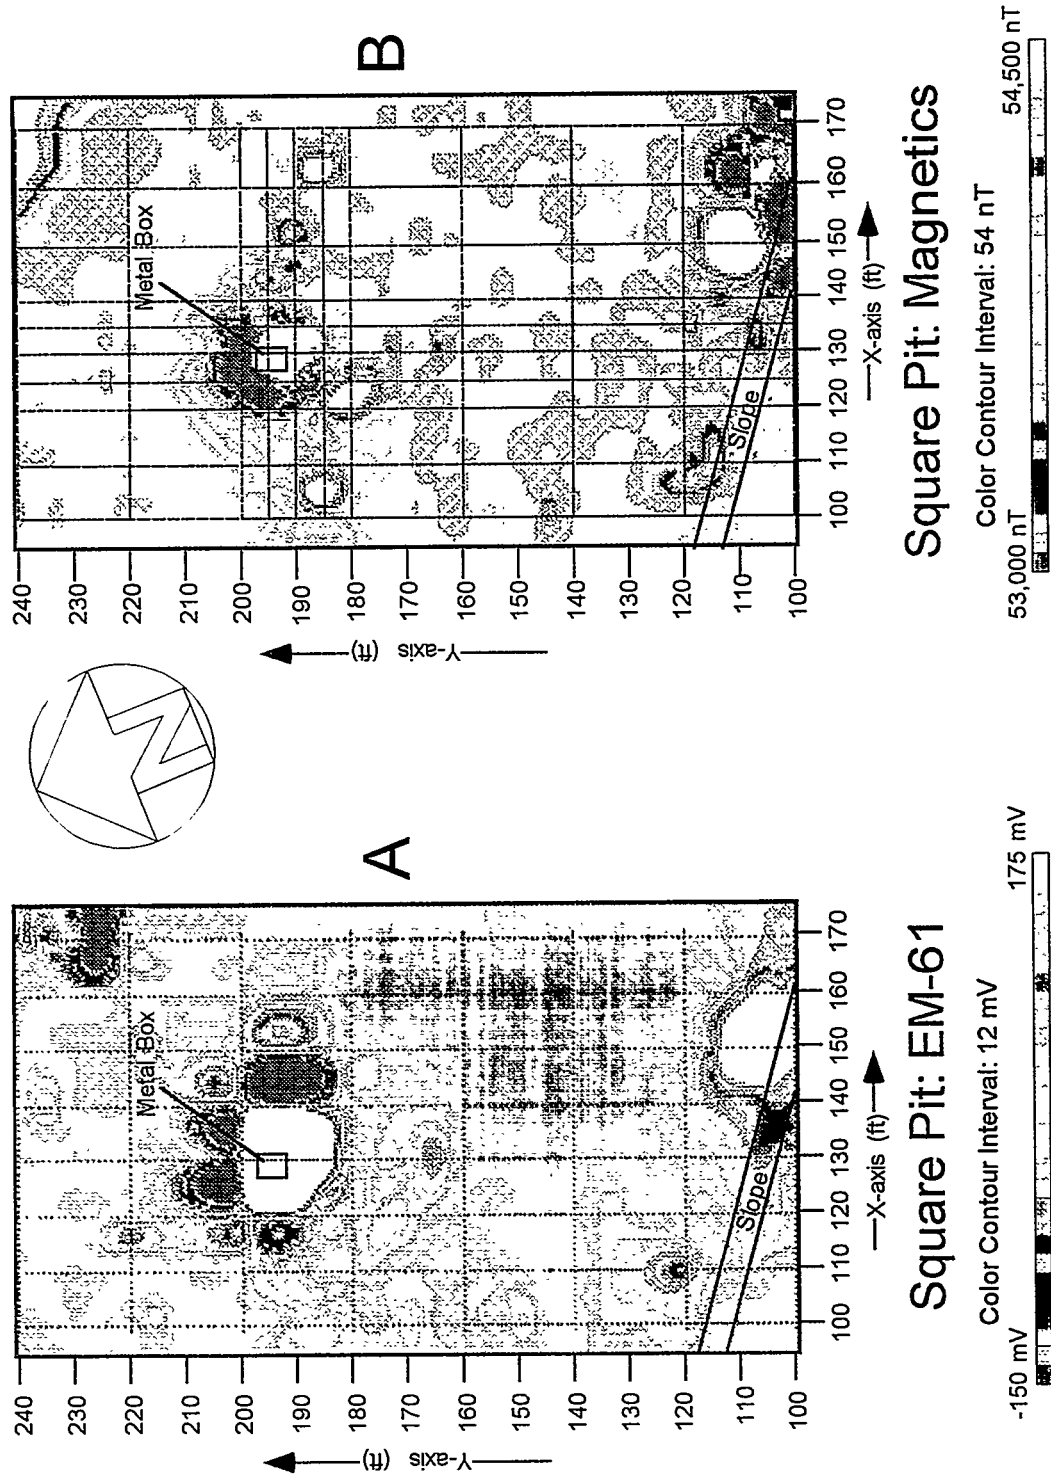 A
240
230
220
210
200
190
180
170
160
150
140
130
120
110
100
Y-axis (ft)
Metal Box
Slope
100
110
120
130
140
150
160
170
X-axis (ft)
Square Pit: EM-61
Color Contour Interval: 12 mV
-150 mV
175 mV
N
B
240
230
220
210
200
190
180
170
160
150
140
130
120
110
100
Y-axis (ft)
Metal Box
Slope
100
110
120
130
140
150
160
170
X-axis (ft)
Square Pit: Magnetics
Color Contour Interval: 54 nT
53,000 nT
54,500 nT